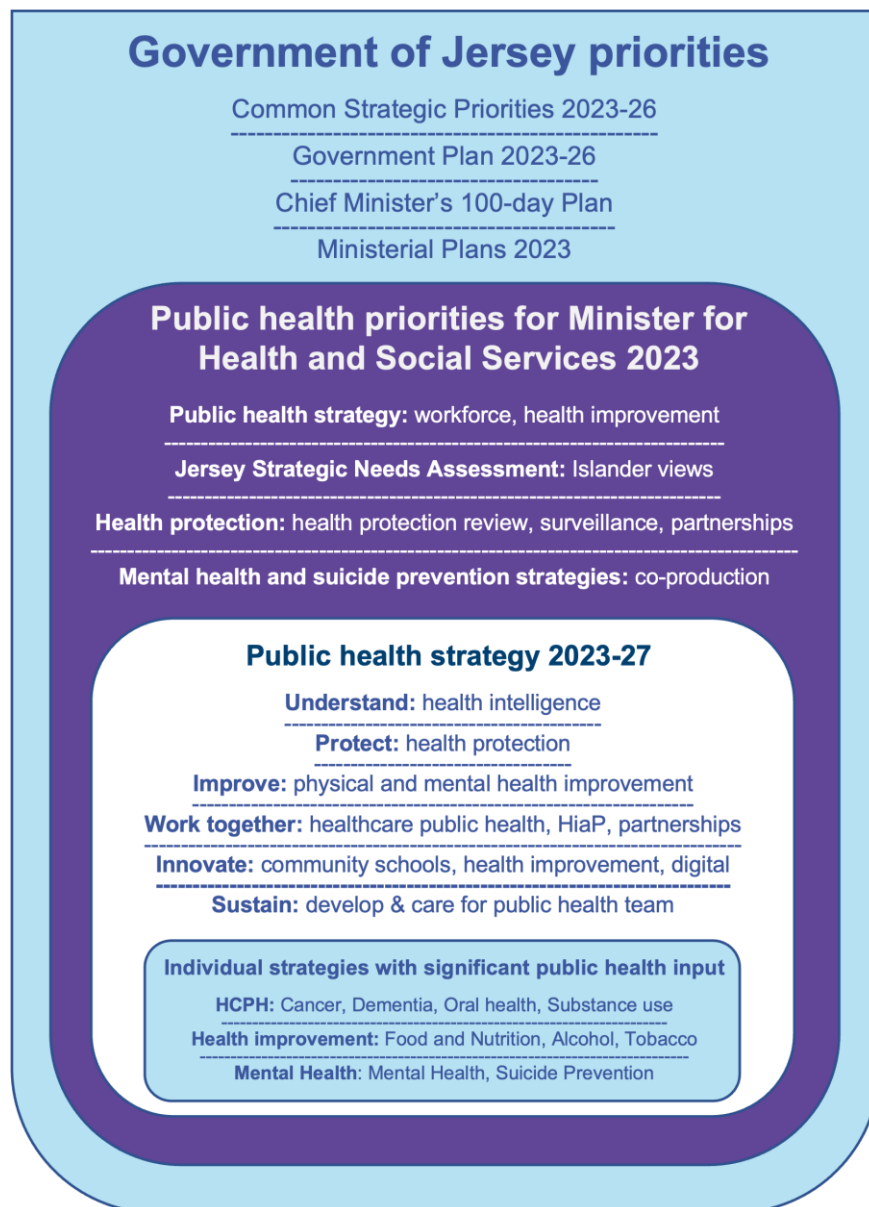 Government of Jersey priorities
Common Strategic Priorities 2023-26
Government Plan 2023-26
Chief Minister’s 100-day Plan
Ministerial Plans 2023
Public health priorities for Minister for
Health and Social Services 2023
Public health strategy: workforce, health improvement
Jersey Strategic Needs Assessment: Islander views
Health protection: health protection review, surveillance, partnerships
Mental health and suicide prevention strategies: co-production
Public health strategy 2023-27
Understand: health intelligence
Protect: health protection
Improve: physical and mental health improvement
Work together: healthcare public health, HiaP, partnerships
Innovate: community schools, health improvement, digital
Sustain: develop & care for public health team
Individual strategies with significant public health input
HCPH: Cancer, Dementia, Oral health, Substance use
Health improvement: Food and Nutrition, Alcohol, Tobacco
Mental Health: Mental Health, Suicide Prevention